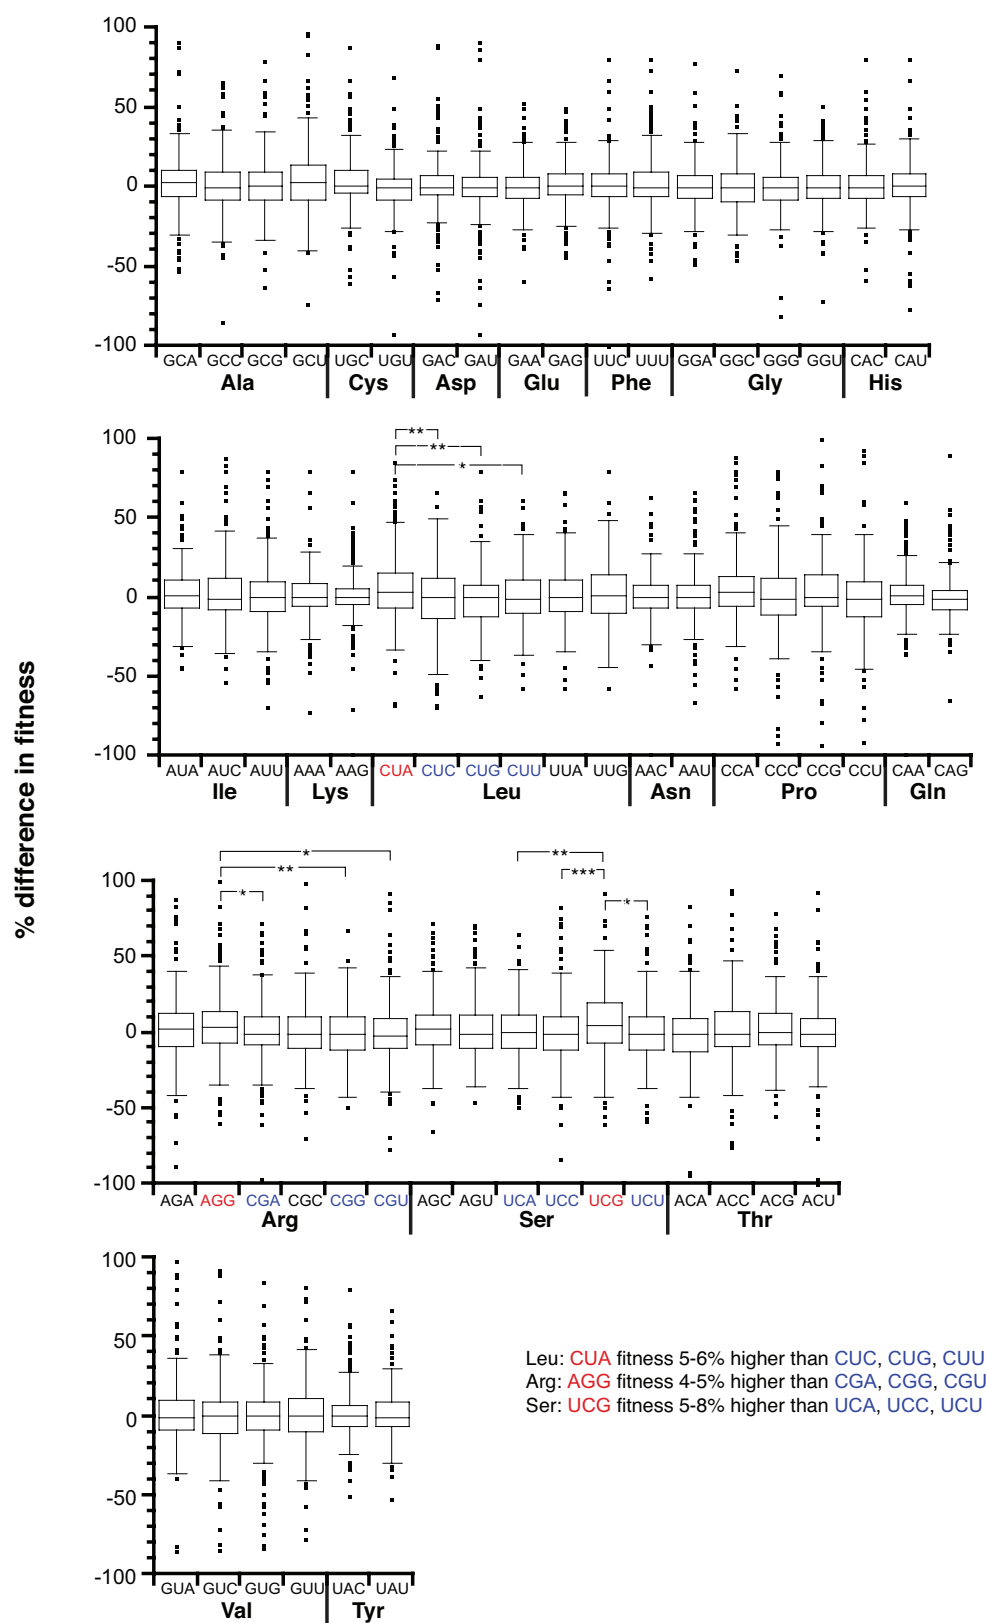 % difference in fitness
100
50
0
-50
-100
GCA GCC GCG GCU UGC UGU GAC GAU GAA GAG UUC UUU GGA GGC GGG GGU CAC CAU
Ala Cys Asp Glu Phe Gly His
** 
** 
*
100
50
0
-50
-100
AUA AUC AUU AAA AAG CUA CUC CUG CUU UUA UUG AAC AAU CCA CCC CCG CCU CAA CAG
Ile Lys Leu Asn Pro Gln
* **
** ***
* *
100
50
0
-50
-100
AGA AGG CGA CGC CGG CGU AGC AGU UCA UCC UCG UCU ACA ACC ACG ACU
Arg Ser Thr
100
50
0
-50
-100
GUA GUC GUG GUU UAC UAU
Val Tyr
Leu: CUA fitness 5-6% higher than CUC, CUG, CUU
Arg: AGG fitness 4-5% higher than CGA, CGG, CGU
Ser: UCG fitness 5-8% higher than UCA, UCC, UCU